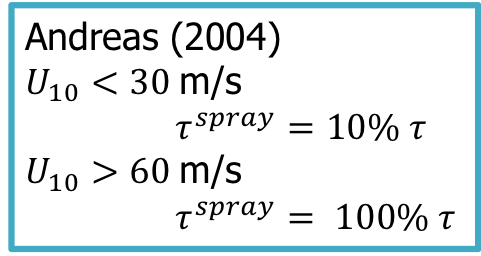 Andreas (2004)
U₁₀ < 30 m/s
τˢᵖʳᵃʸ = 10% τ
U₁₀ > 60 m/s
τˢᵖʳᵃʸ = 100% τ